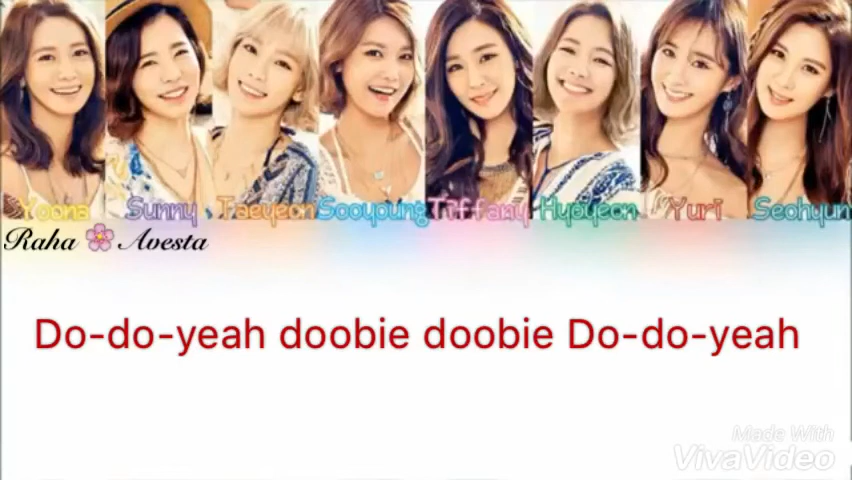 Yoona Sunny Taeyeon Sooyoung Tiffany Hyoyeon Yuri Seohyun
Raha 🌸 Avesta
Do-do-yeah doobie doobie Do-do-yeah
Made With
VivaVideo